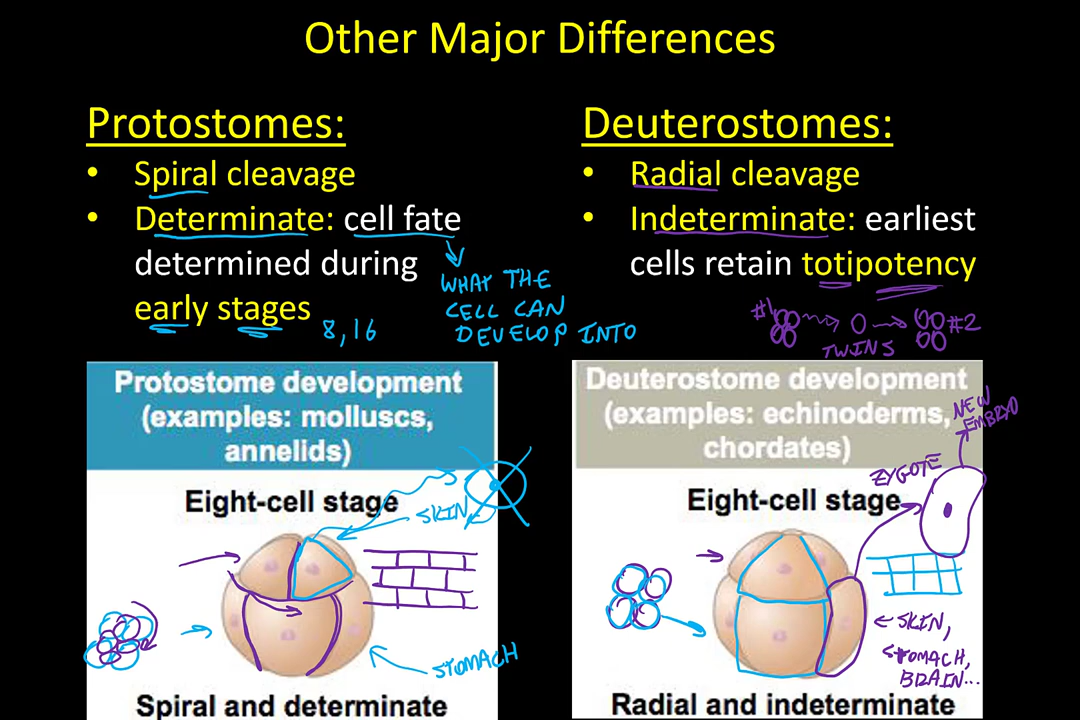 Other Major Differences
Protostomes:
• Spiral cleavage
• Determinate: cell fate
determined during
early stages
8, 16
WHAT THE
CELL CAN
DEVELOP INTO
Deuterostomes:
• Radial cleavage
• Indeterminate: earliest
cells retain totipotency
#1
#2
TWINS
Protostome development
(examples: molluscs,
annelids)
Eight-cell stage
SKIN
STOMACH
Spiral and determinate
Deuterostome development
(examples: echinoderms,
chordates)
NEW
EMBRYO
ZYGOTE
Eight-cell stage
SKIN,
STOMACH,
BRAIN...
Radial and indeterminate